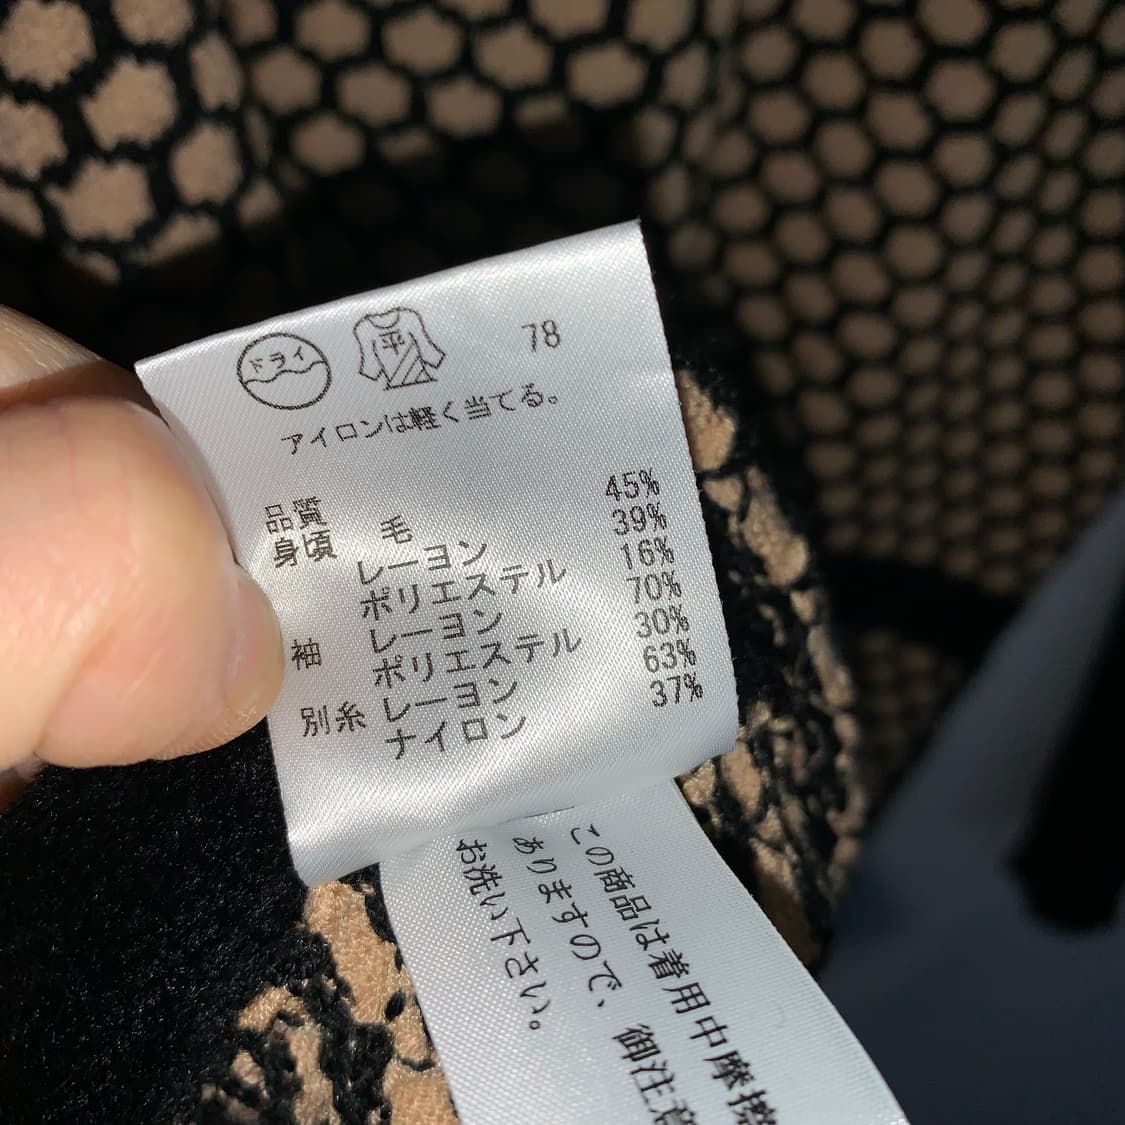 ドライ
平
78
アイロンは軽く当てる。
品質
身頃 毛 45%
レーヨン 39%
ポリエステル 16%
袖 レーヨン 70%
ポリエステル 30%
別糸 レーヨン 63%
ナイロン 37%
この商品は着用中摩擦
ありますので、御注意
お洗い下さい。